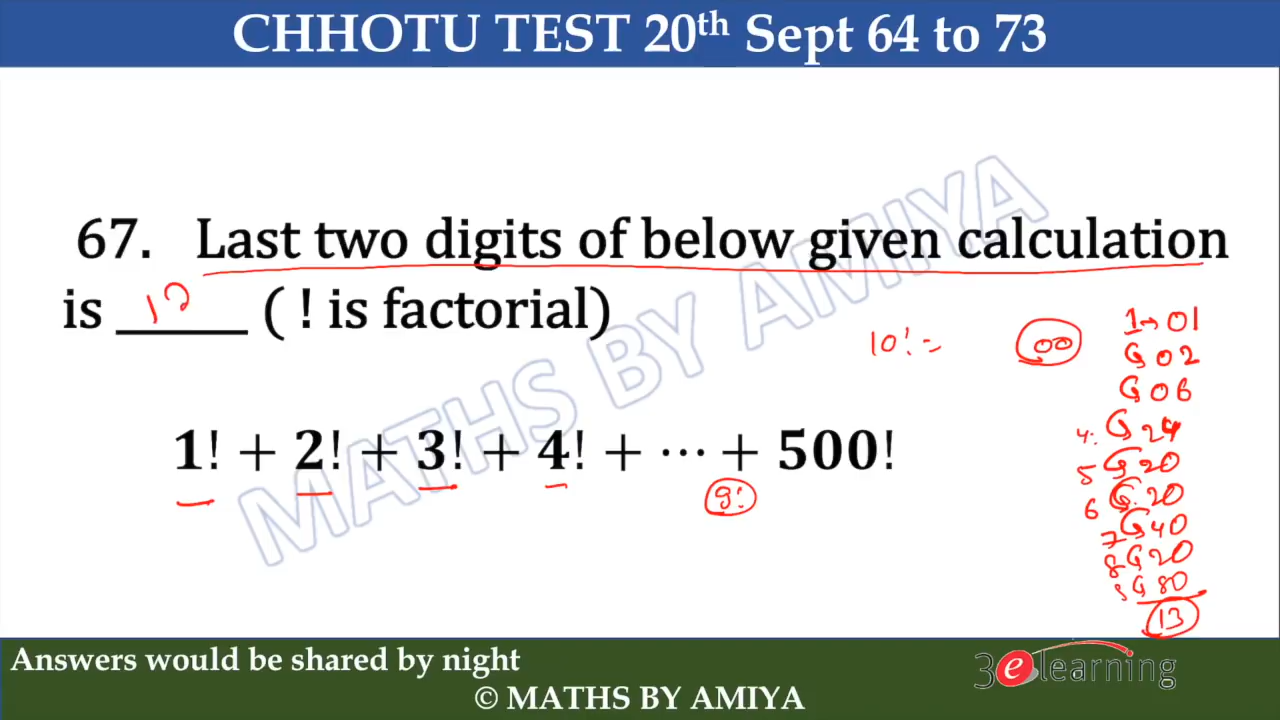 CHHOTU TEST 20th Sept 64 to 73
67. Last two digits of below given calculation
is 13 ( ! is factorial)
10! =
00
1! + 2! + 3! + 4! + ⋯ + 500!
9!
1 → 01
02
06
4: 24
5 20
6 20
7 40
8 20
9 80
13
MATHS BY AMIYA
MATHS BY AMIYA
Answers would be shared by night
© MATHS BY AMIYA
3elearning